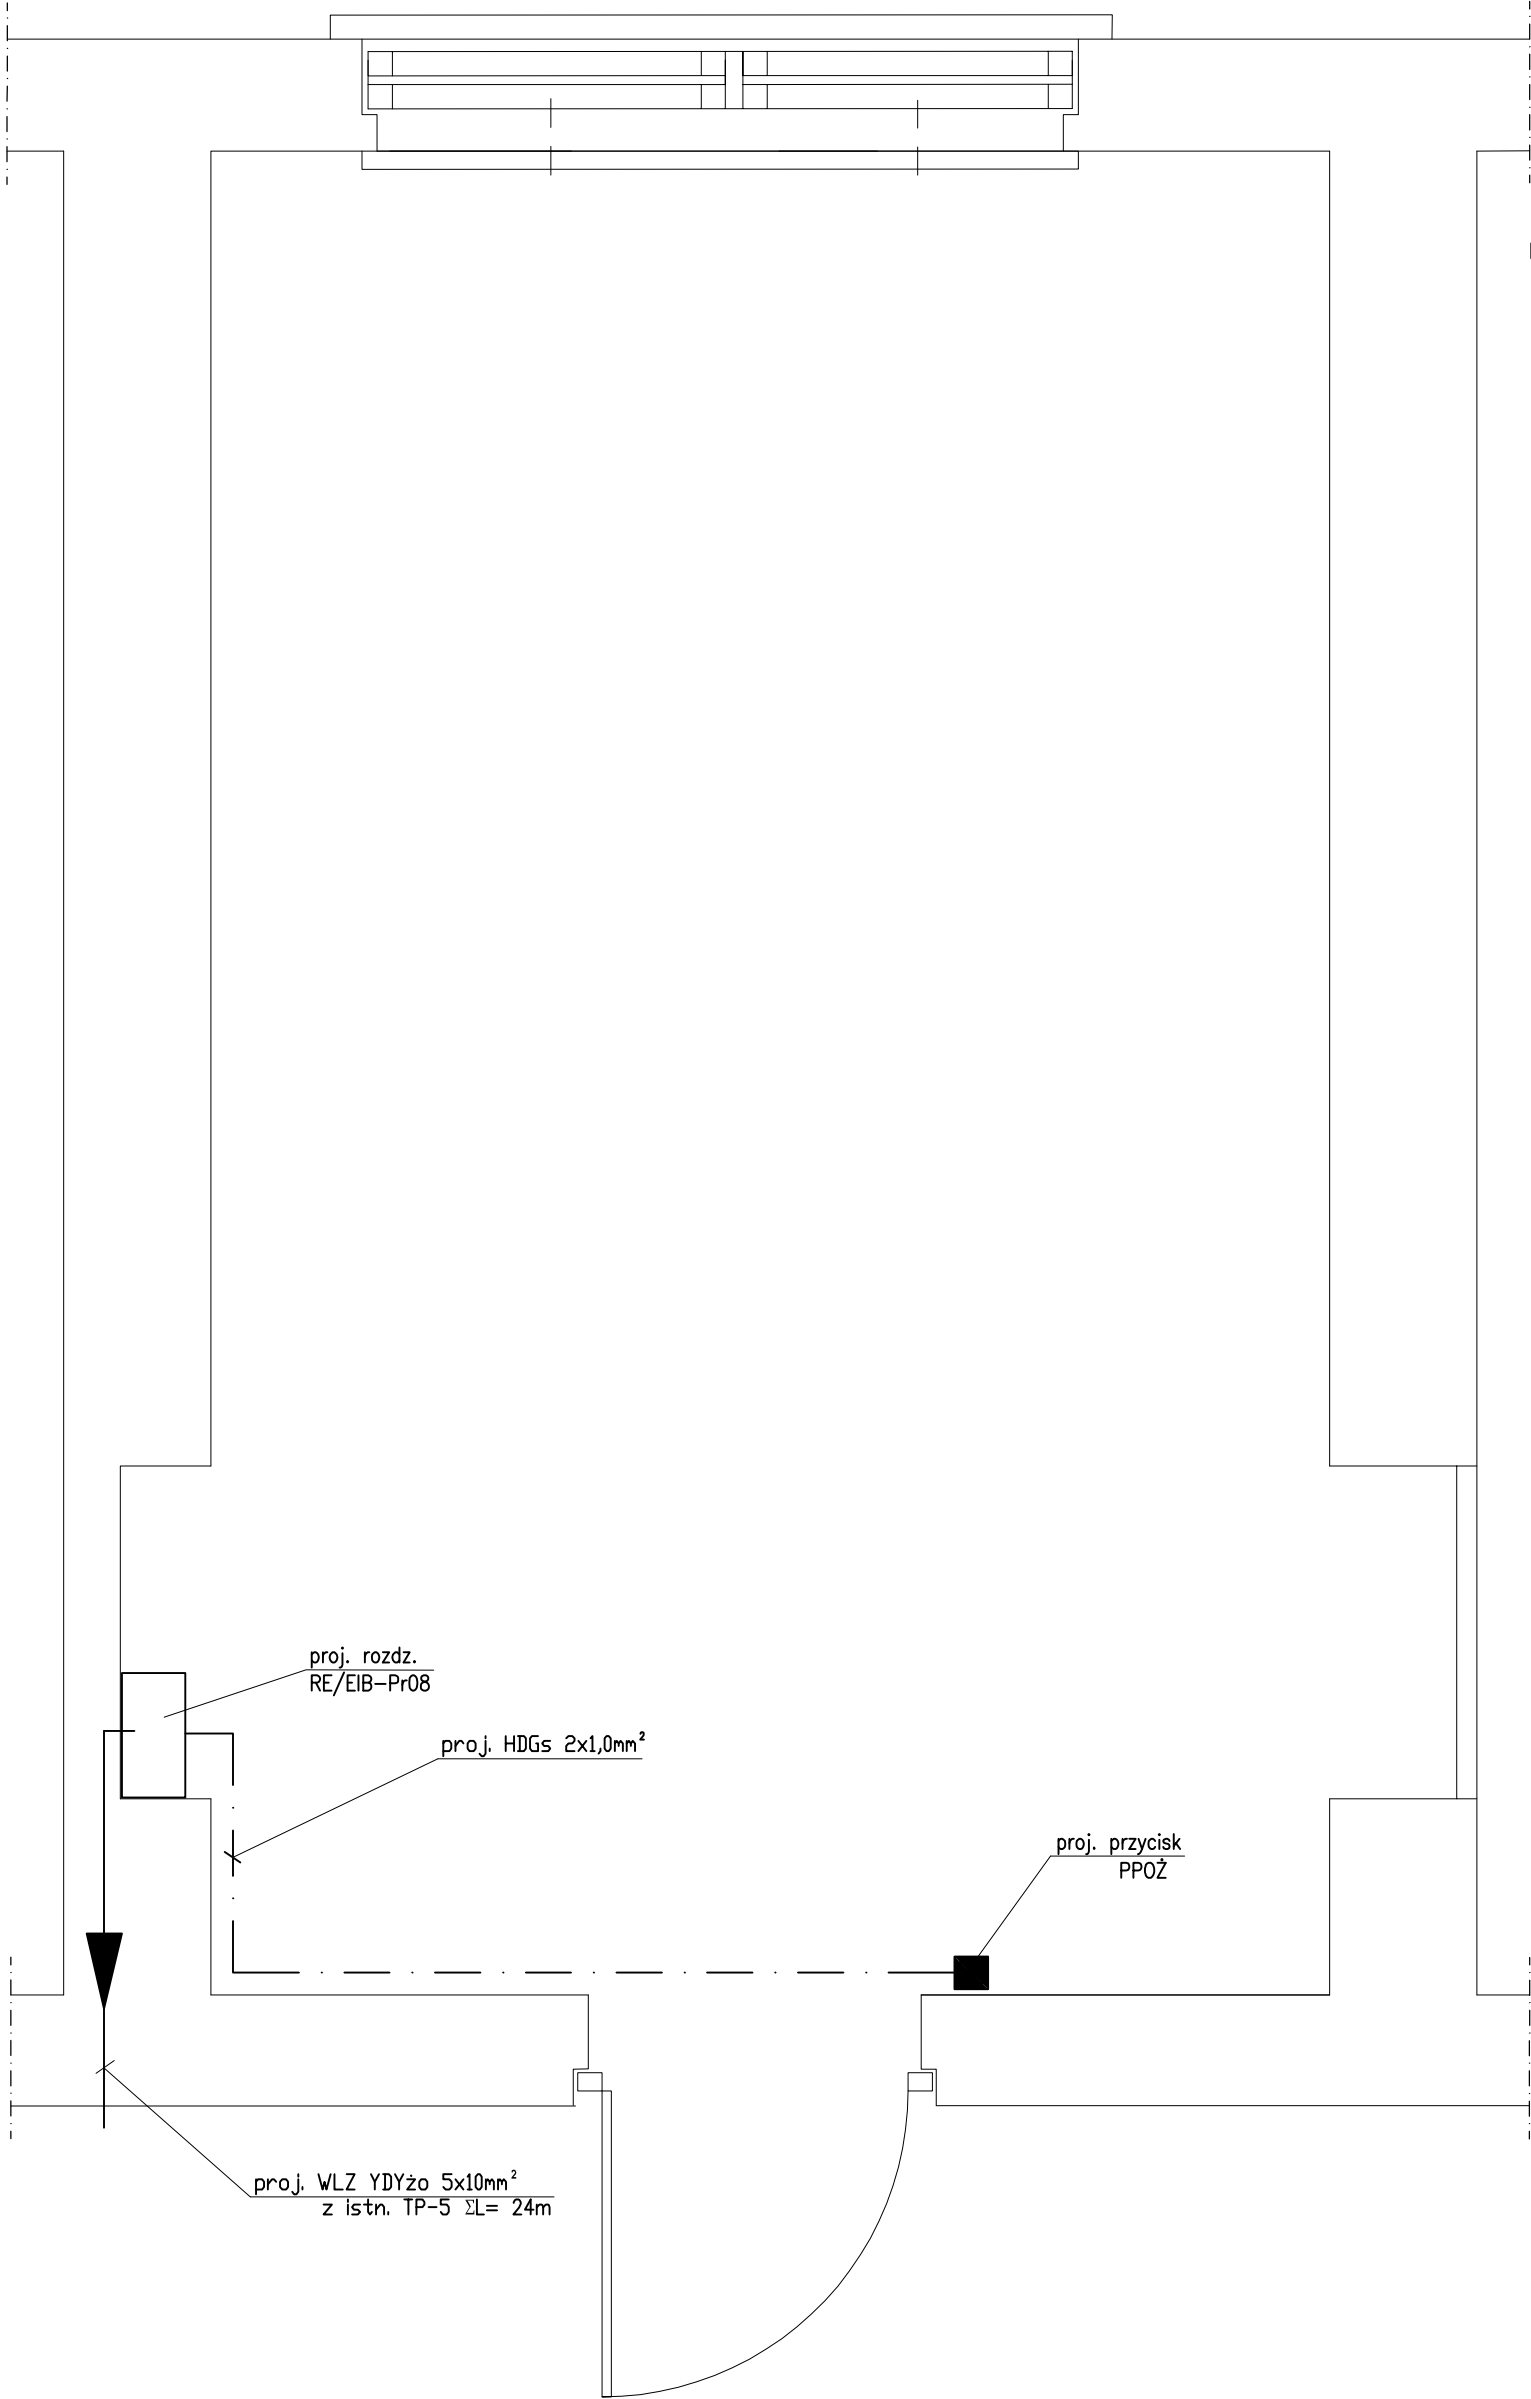 proj. rozdz.
RE/EIB-Pr08
proj. HDGs 2x1,0mm²
proj. przycisk
PPOŻ
proj. WLZ YDYżo 5x10mm²
z istn. TP-5 ΣL= 24m